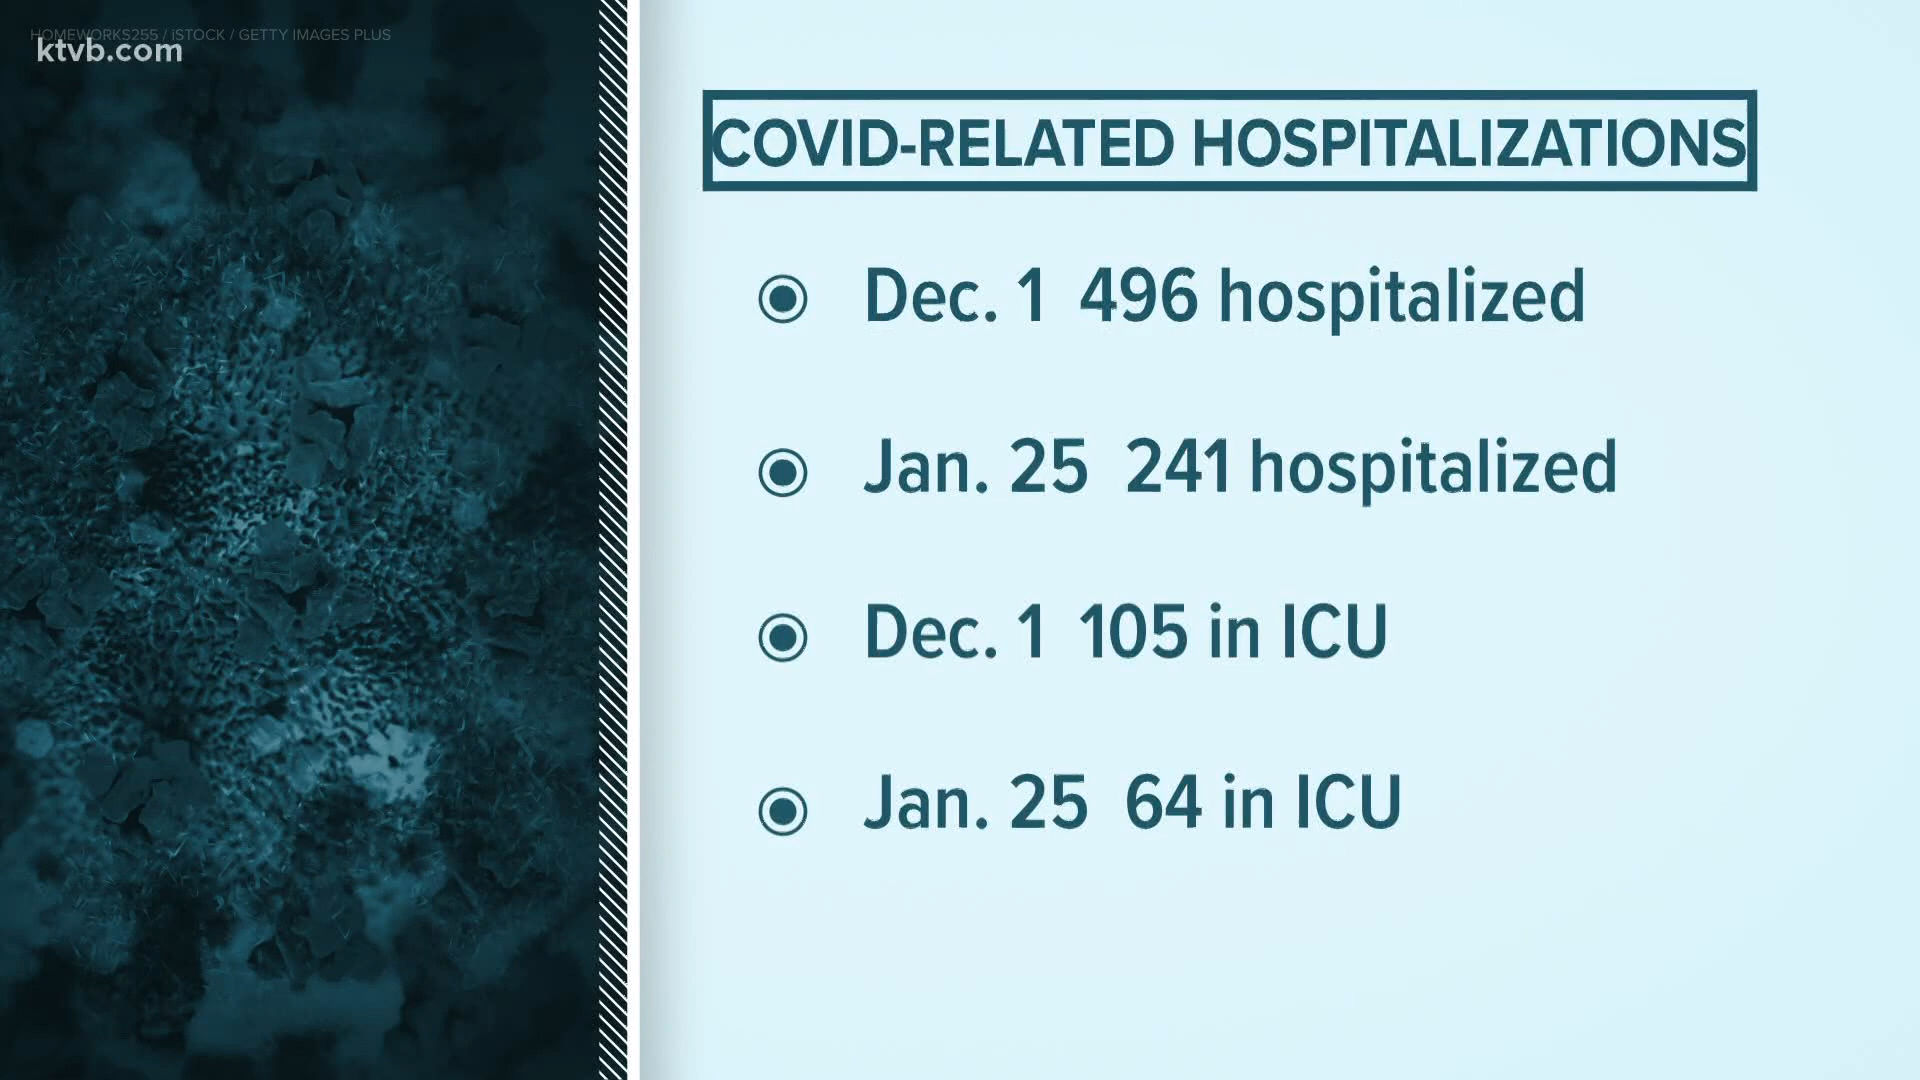 HOMEWORKS255 / iSTOCK / GETTY IMAGES PLUS
ktvb.com
COVID-RELATED HOSPITALIZATIONS
Dec. 1 496 hospitalized
Jan. 25 241 hospitalized
Dec. 1 105 in ICU
Jan. 25 64 in ICU